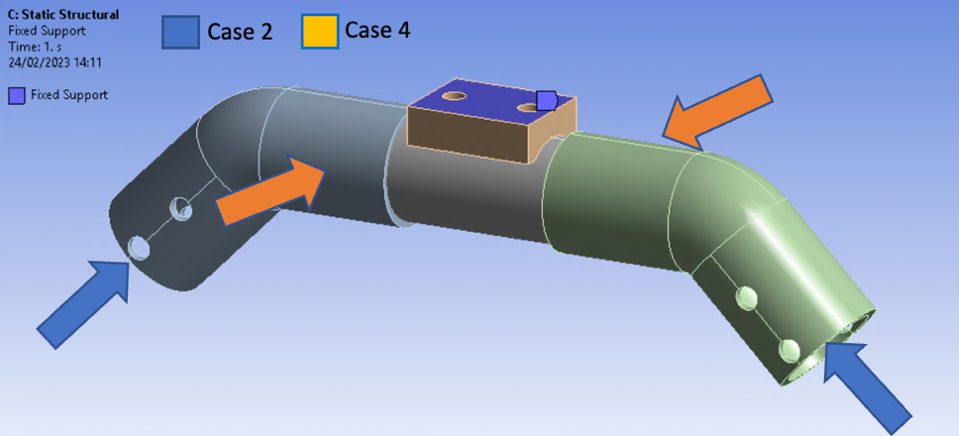 C: Static Structural
Fixed Support
Time: 1. s
24/02/2023 14:11
Fixed Support
Case 2
Case 4